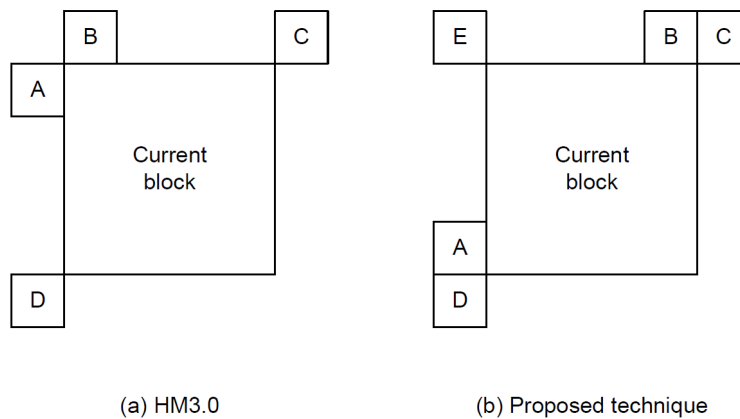 B
C
A
Current
block
D
(a) HM3.0
E
B
C
Current
block
A
D
(b) Proposed technique